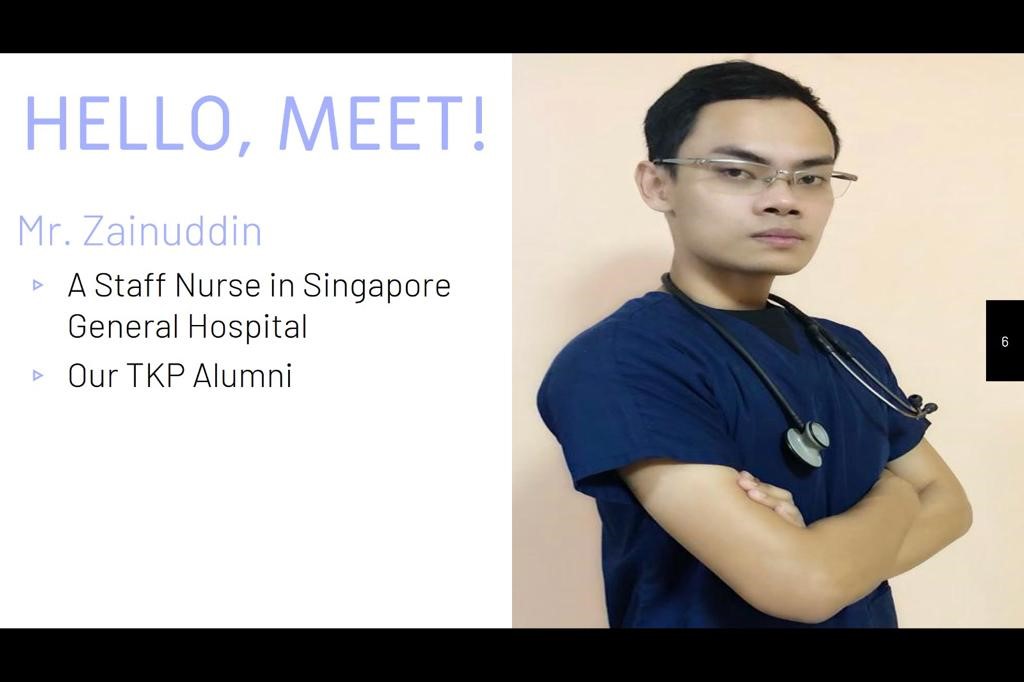 HELLO, MEET!
Mr. Zainuddin
▹ A Staff Nurse in Singapore
General Hospital
▹ Our TKP Alumni
6